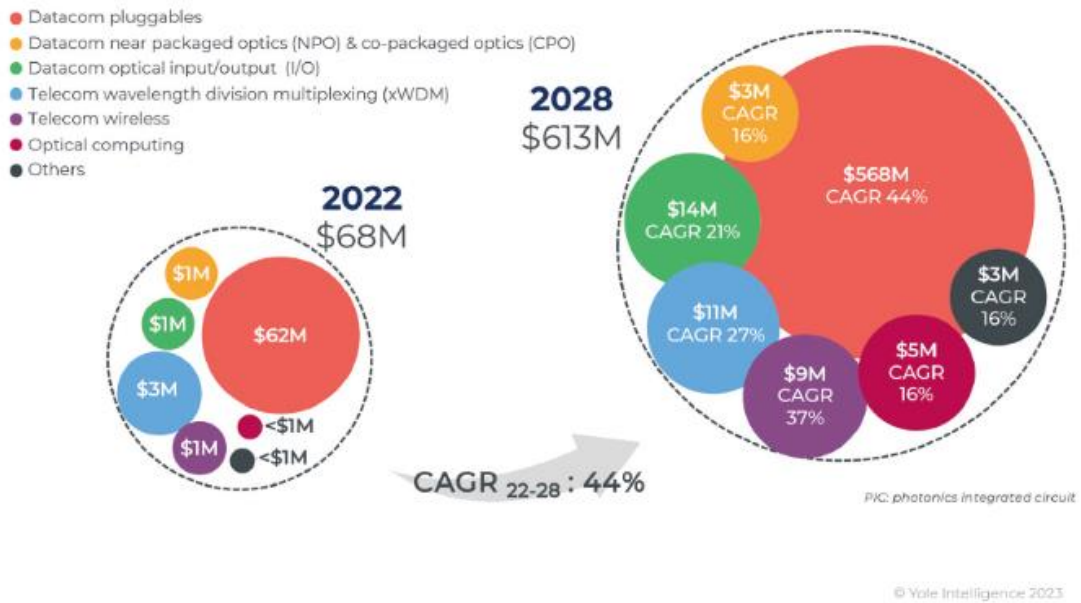 Datacom pluggables
Datacom near packaged optics (NPO) & co-packaged optics (CPO)
Datacom optical input/output (I/O)
Telecom wavelength division multiplexing (xWDM)
Telecom wireless
Optical computing
Others
2022
$68M
$1M
$1M
$62M
$3M
$1M
<$1M
<$1M
CAGR 22-28 : 44%
2028
$613M
$3M
CAGR
16%
$568M
CAGR 44%
$14M
CAGR 21%
$11M
CAGR 27%
$9M
CAGR
37%
$5M
CAGR
16%
$3M
CAGR
16%
PIC: photonics integrated circuit
© Yole Intelligence 2023